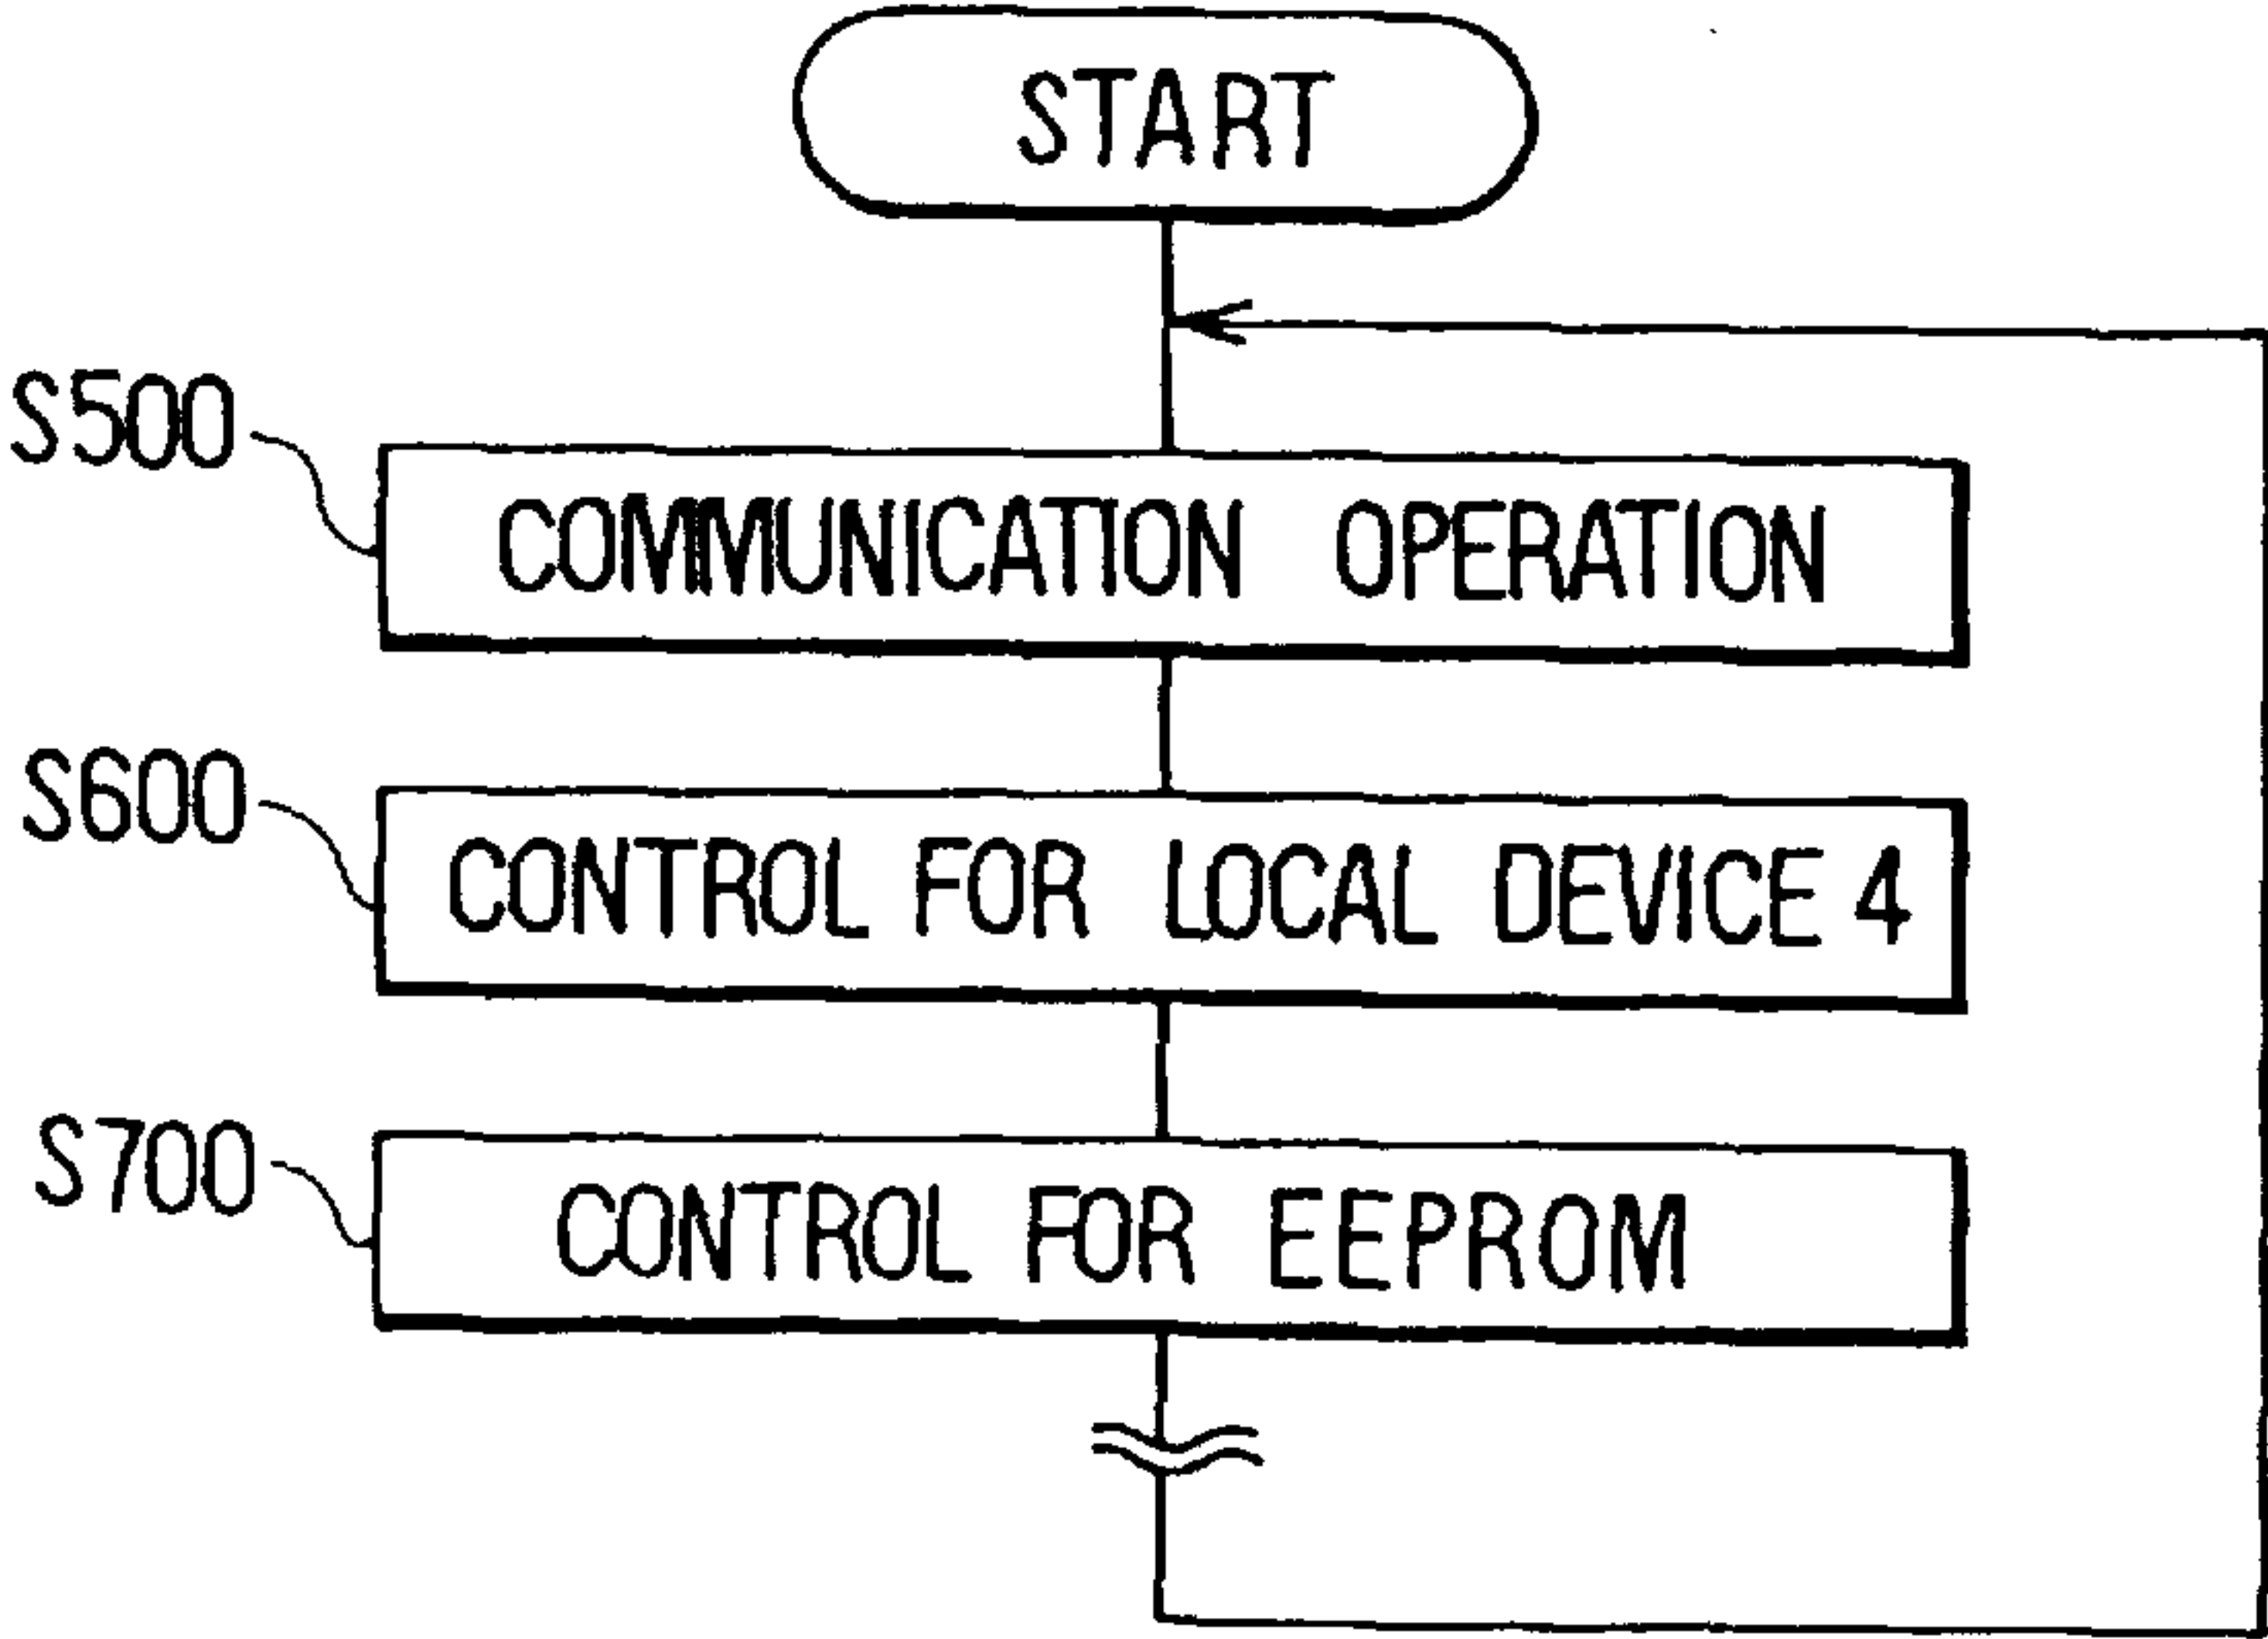 START
S500
COMMUNICATION OPERATION
S600
CONTROL FOR LOCAL DEVICE 4
S700
CONTROL FOR EEPROM